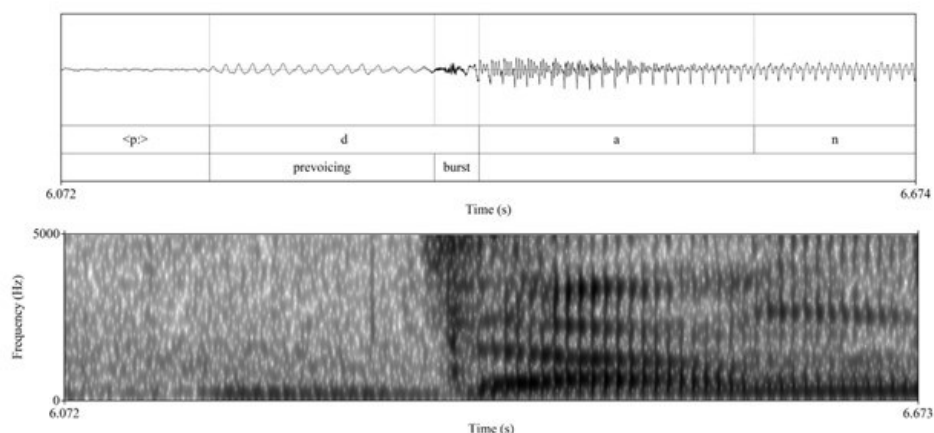 <p:> d a n
prevoicing burst
6.072 6.674
Time (s)
5000
Frequency (Hz)
0
6.072 6.673
Time (s)